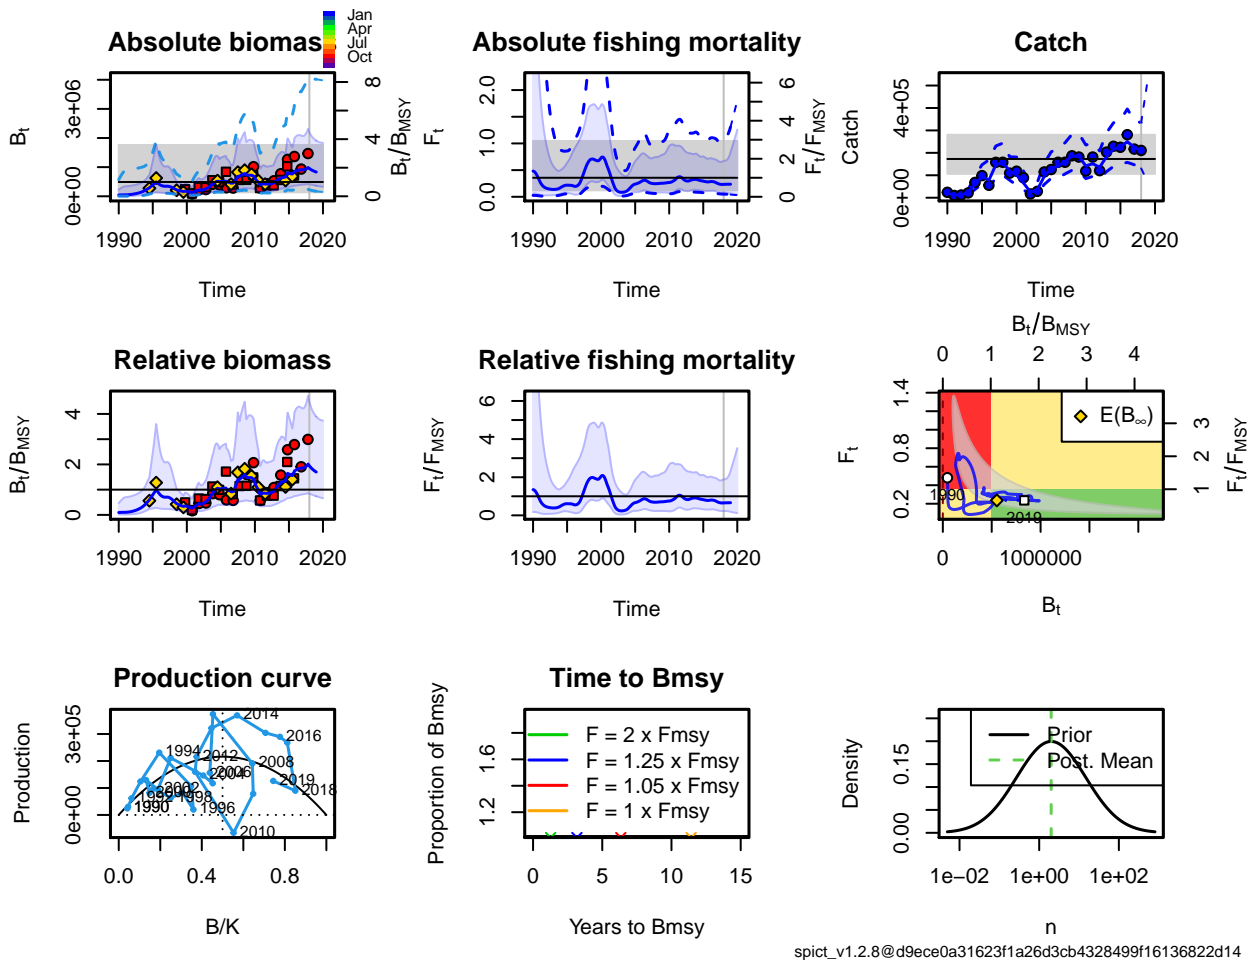 Jan
Apr
Jul
Oct
Absolute biomass
Bt
0e+00 3e+06
0 4 8
Bt/BMSY
1990 2000 2010 2020
Time
Absolute fishing mortality
Ft
0.0 1.0 2.0
0 1 2 3 4 6
Ft/FMSY
1990 2000 2010 2020
Time
Catch
Catch
0e+00 4e+05
1990 2000 2010 2020
Time
Relative biomass
Bt/BMSY
0 2 4
1990 2000 2010 2020
Time
Relative fishing mortality
Ft/FMSY
0 2 4 6
1990 2000 2010 2020
Time
Bt/BMSY
0 1 2 3 4
Ft
0.2 0.8 1.4
1 2 3
Ft/FMSY
E(B∞)
1990
2019
0 1000000
Bt
Production curve
Production
0e+00 3e+05
2014
2016
1994
2012
2008
2006
2004
2019
2018
2002
1998
1996
1990
2010
0.0 0.4 0.8
B/K
Time to Bmsy
Proportion of Bmsy
1.2 1.6
F = 2 x Fmsy
F = 1.25 x Fmsy
F = 1.05 x Fmsy
F = 1 x Fmsy
0 5 10 15
Years to Bmsy
Density
0.00 0.15
Prior
Post. Mean
1e−02 1e+00 1e+02
n
spict_v1.2.8@d9ece0a31623f1a26d3cb4328499f16136822d14